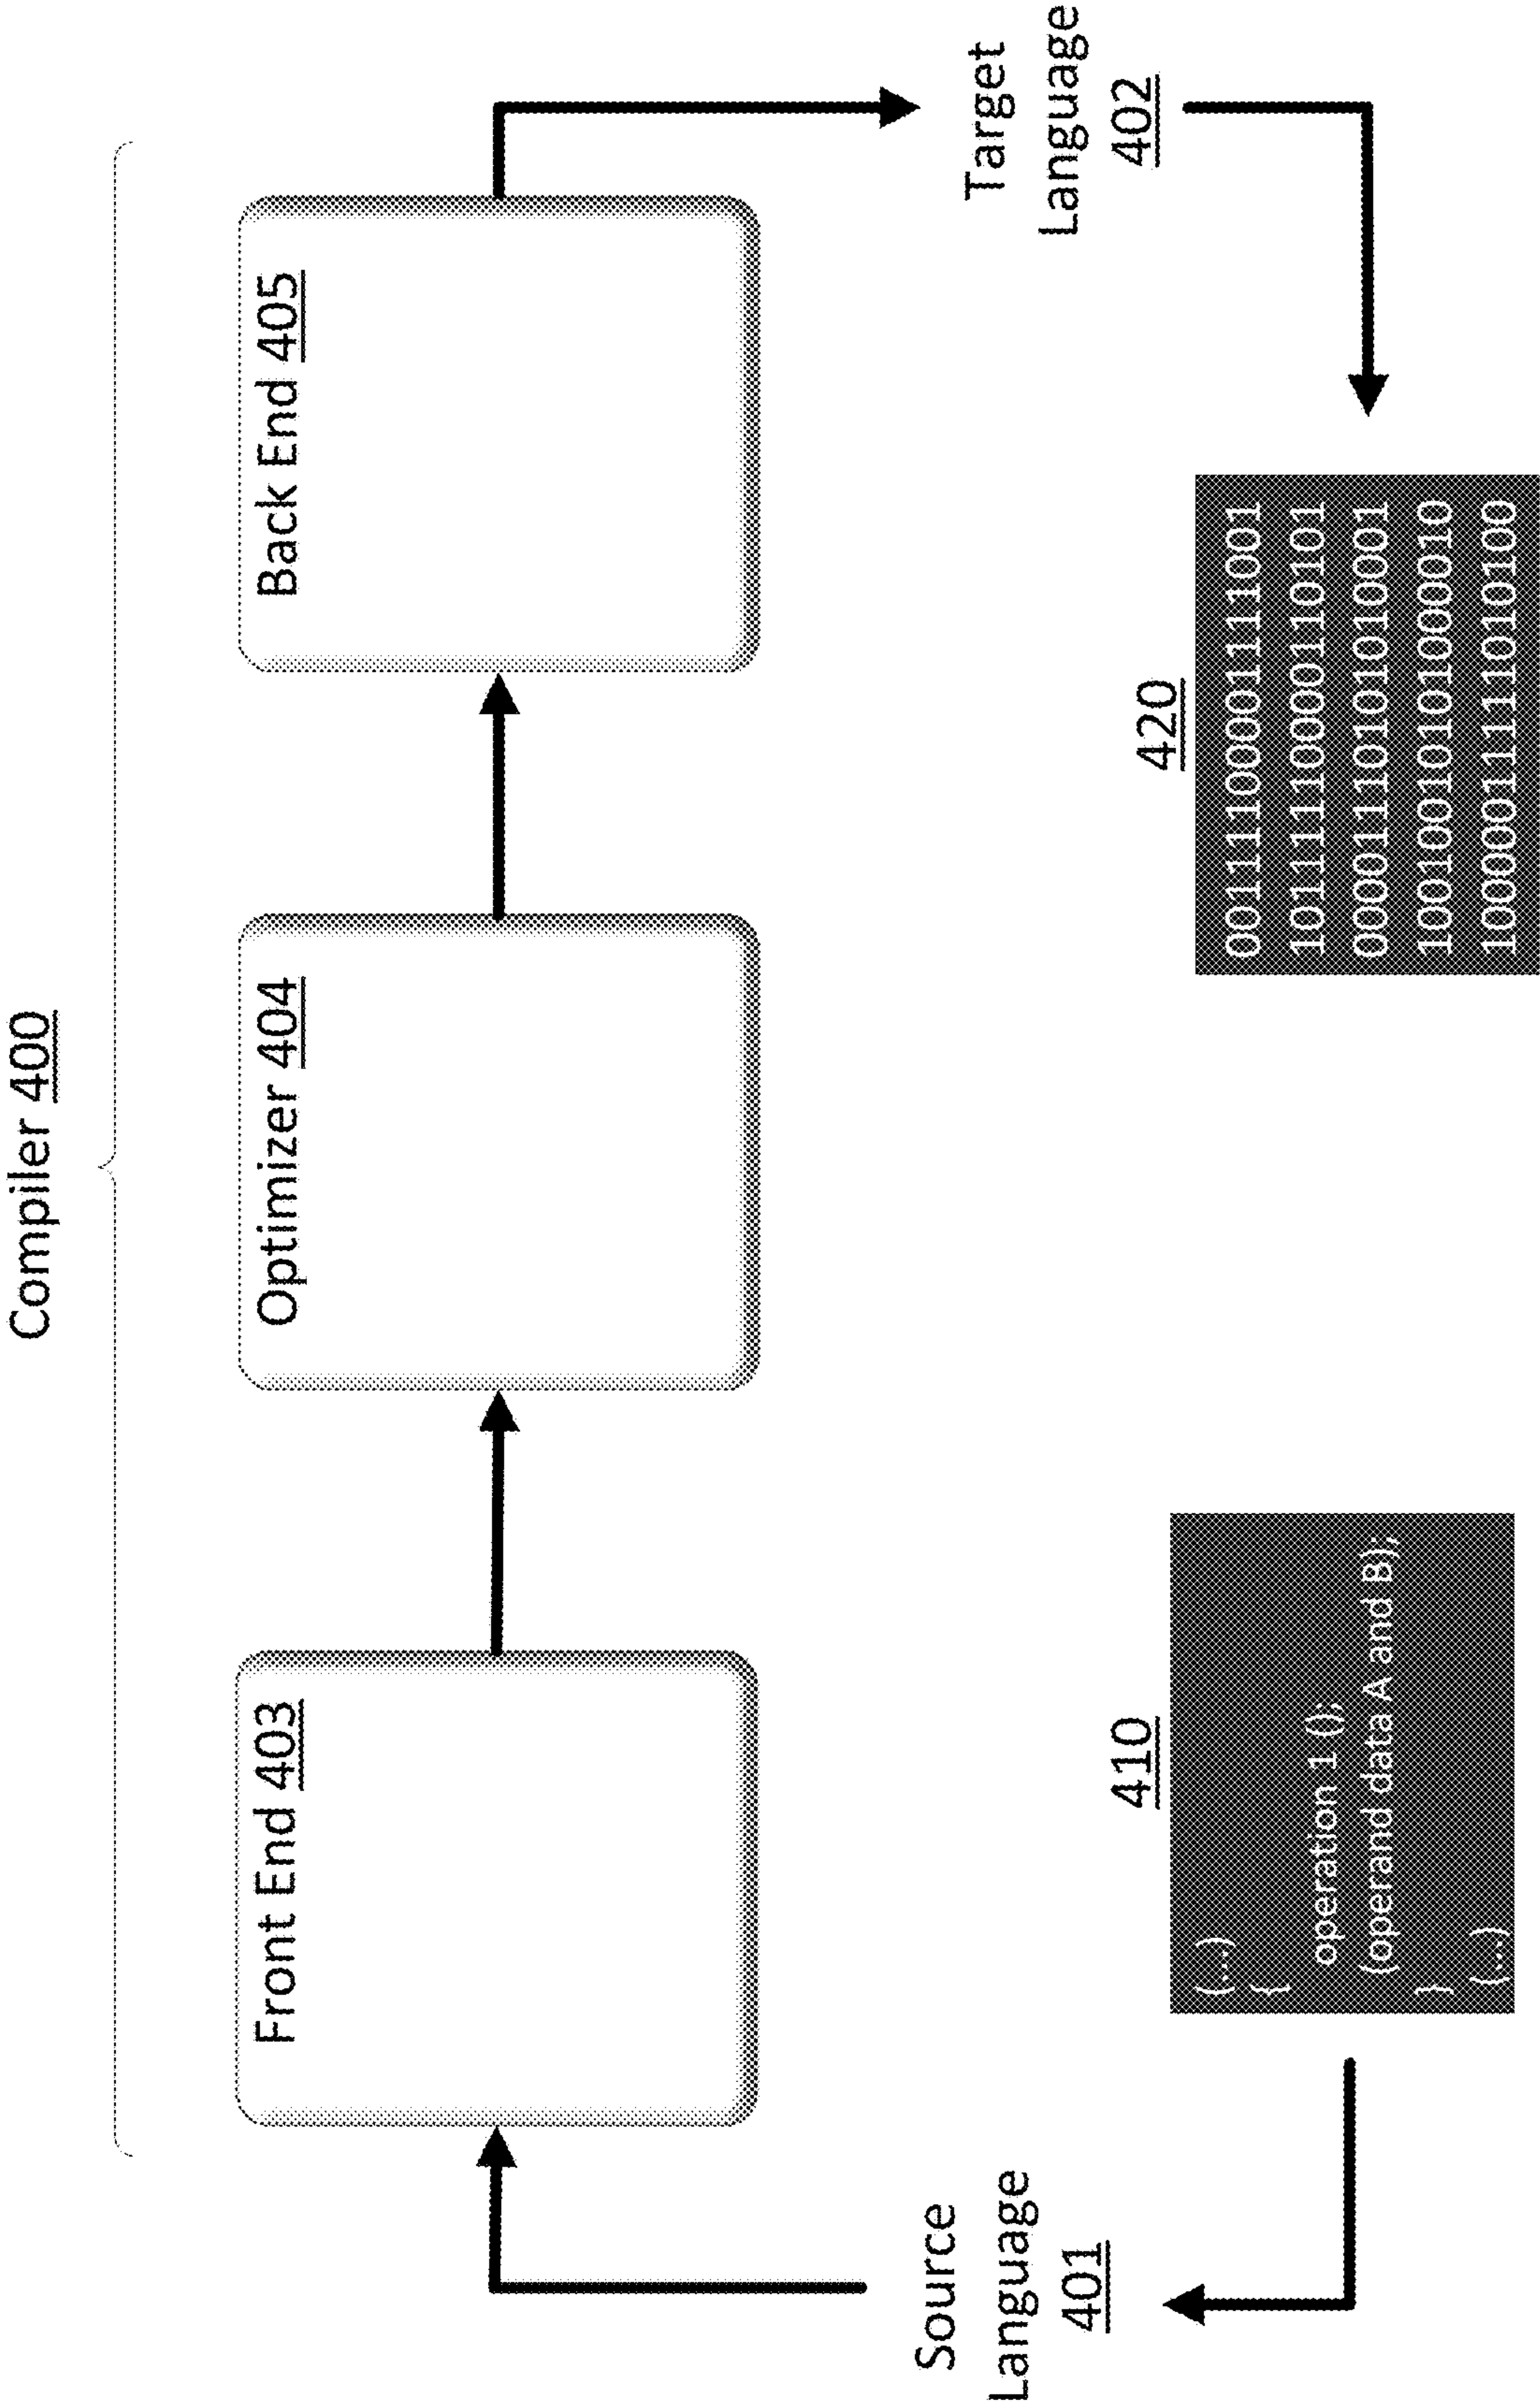 Compiler 400
Front End 403
Optimizer 404
Back End 405
Source
Language
401
Target
Language
402
410
(...)
{
operation 1 ();
(operand data A and B);
}
(...)
420
00111100001111001
10111110000110101
00001110101010001
10010010101000010
10000111111010100